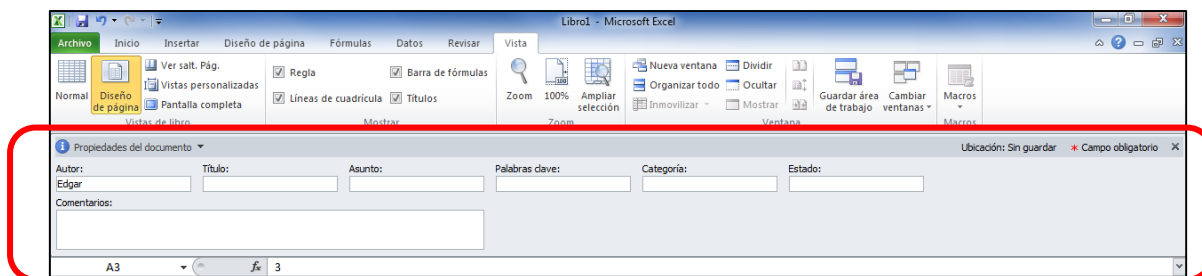 Libro1 - Microsoft Excel
Archivo Inicio Insertar Diseño de página Fórmulas Datos Revisar Vista
Normal Diseño de página Ver salt. Pág. Vistas personalizadas Pantalla completa
Vistas de libro
Regla Barra de fórmulas
Líneas de cuadrícula Títulos
Mostrar
Zoom 100% Ampliar selección
Zoom
Nueva ventana Dividir
Organizar todo Ocultar
Inmovilizar Mostrar
Guardar área de trabajo Cambiar ventanas
Ventana
Macros
Macros
Propiedades del documento Ubicación: Sin guardar * Campo obligatorio
Autor: Título: Asunto: Palabras clave: Categoría: Estado:
Edgar
Comentarios:
A3 fx 3